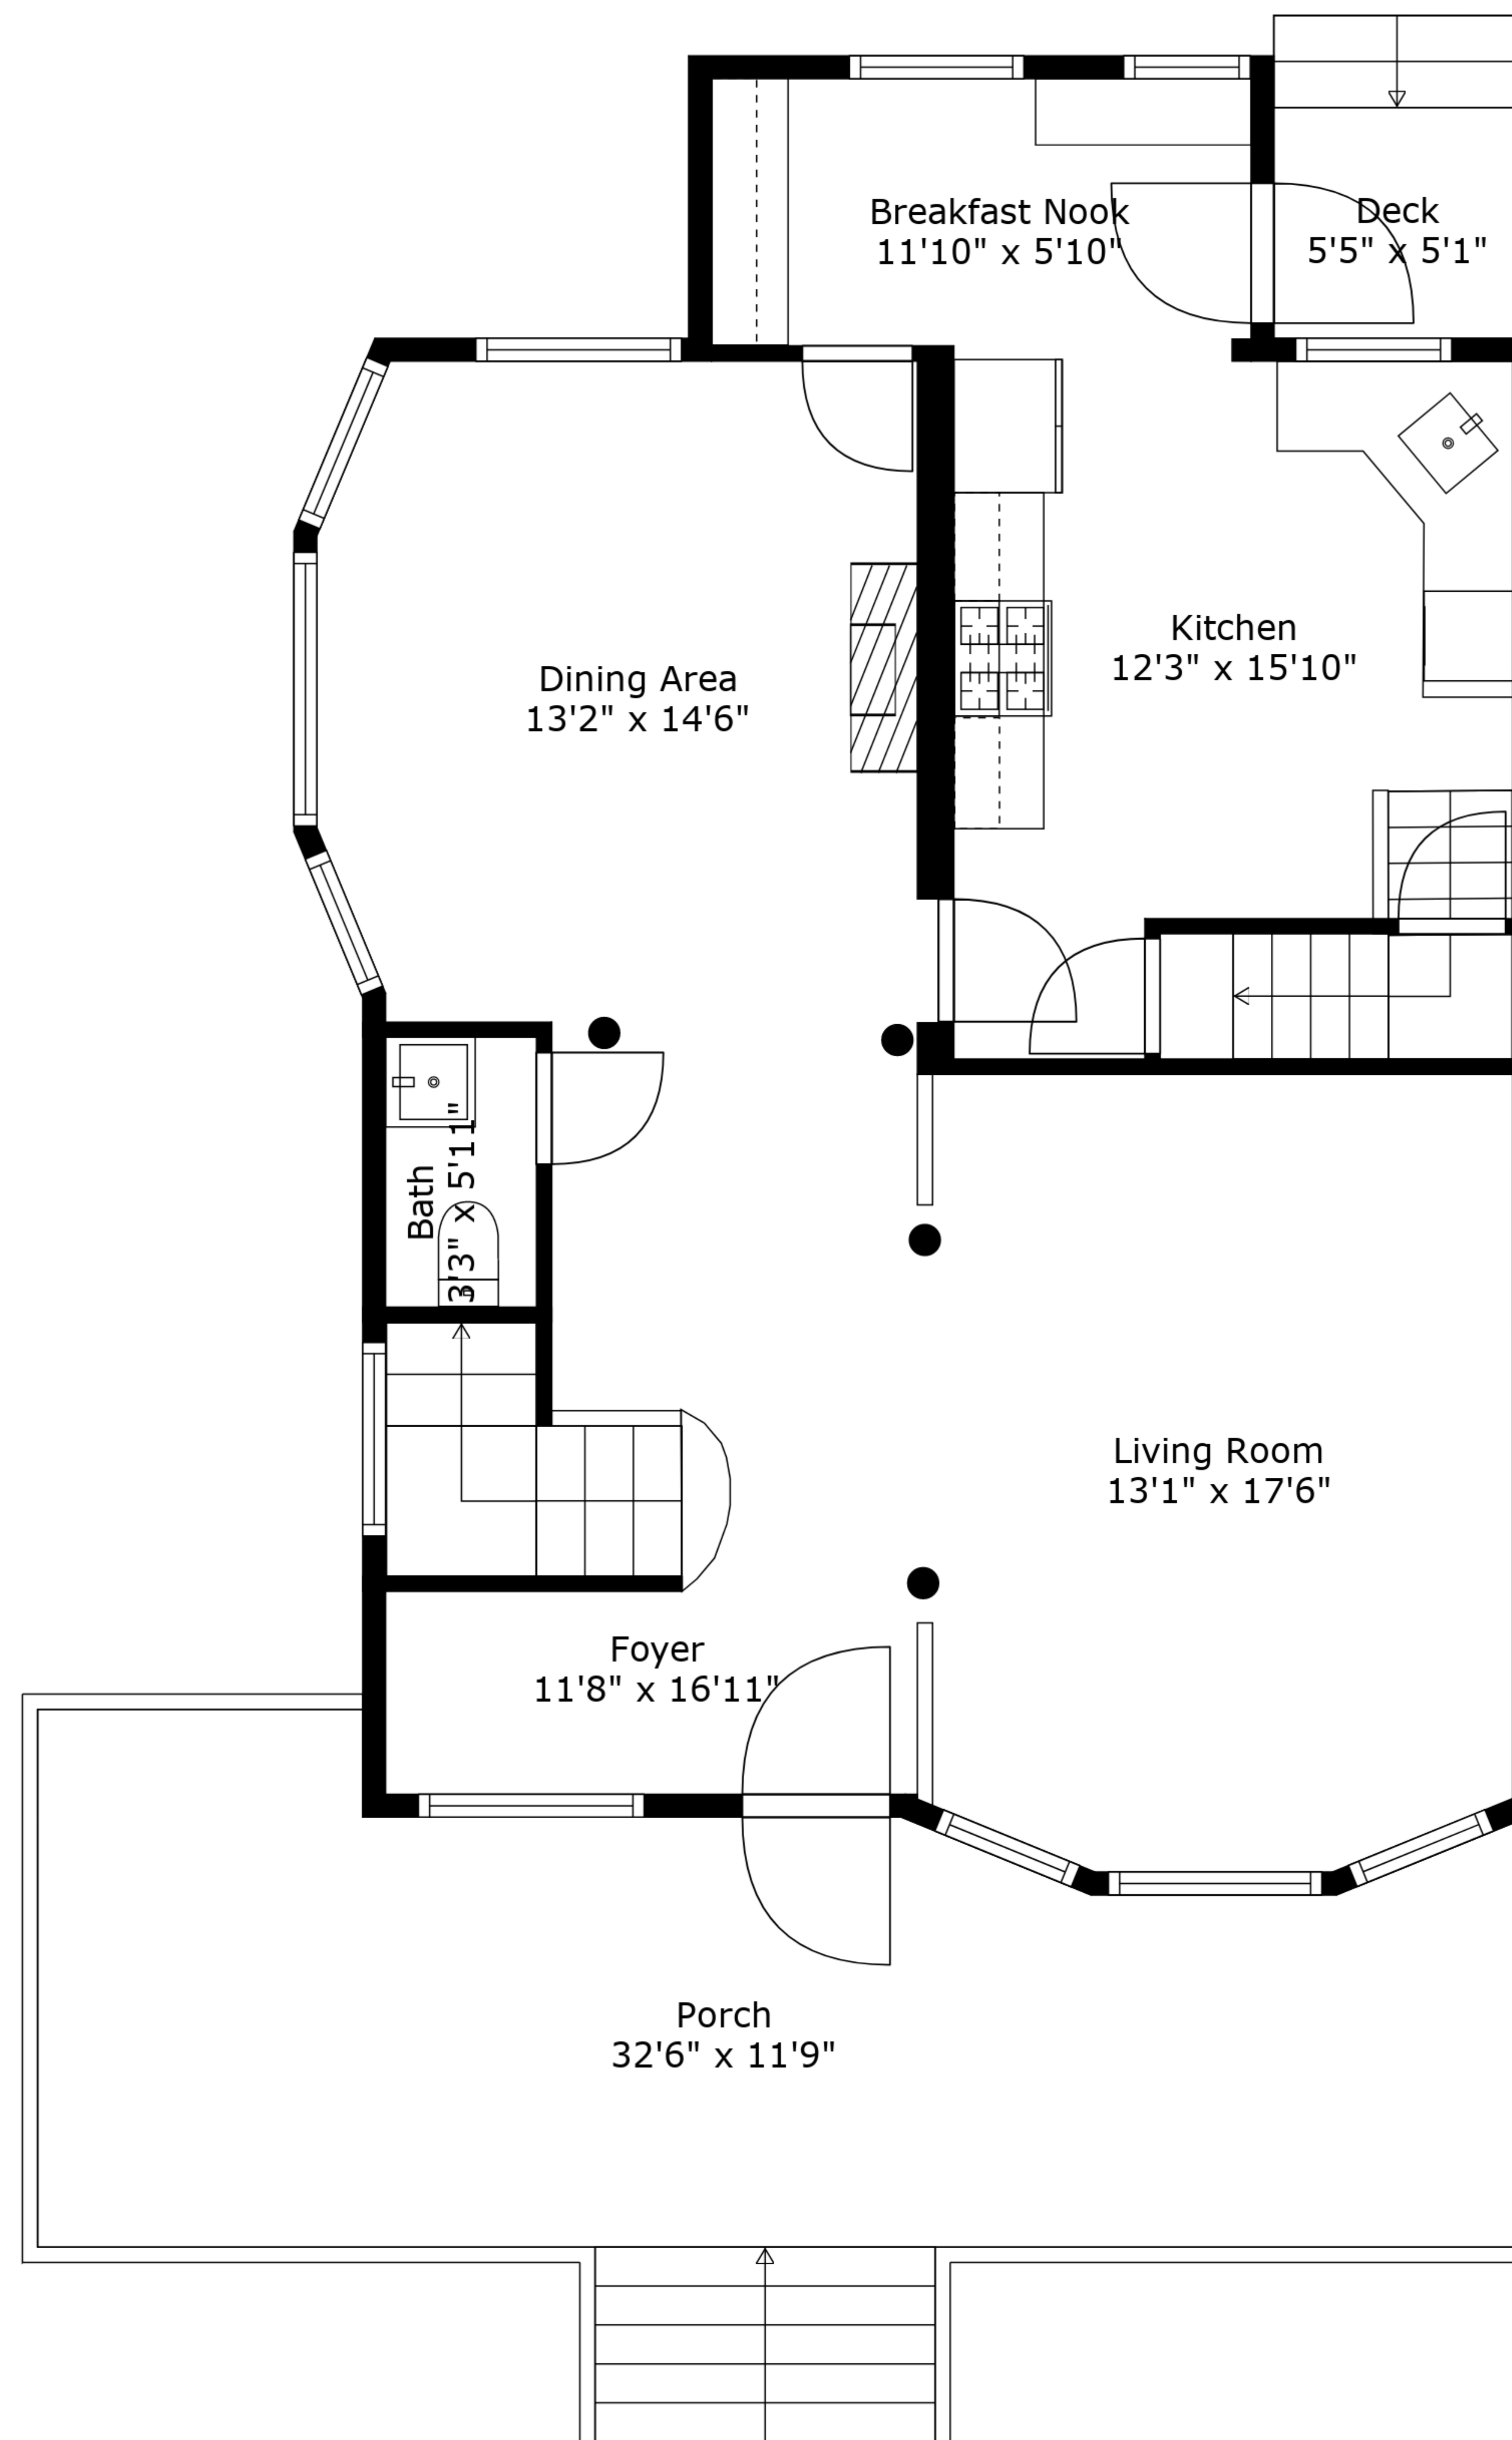 Breakfast Nook
11'10" x 5'10"
Deck
5'5" x 5'1"
Kitchen
12'3" x 15'10"
Dining Area
13'2" x 14'6"
Bath
3'3" x 5'11"
Living Room
13'1" x 17'6"
Foyer
11'8" x 16'11"
Porch
32'6" x 11'9"